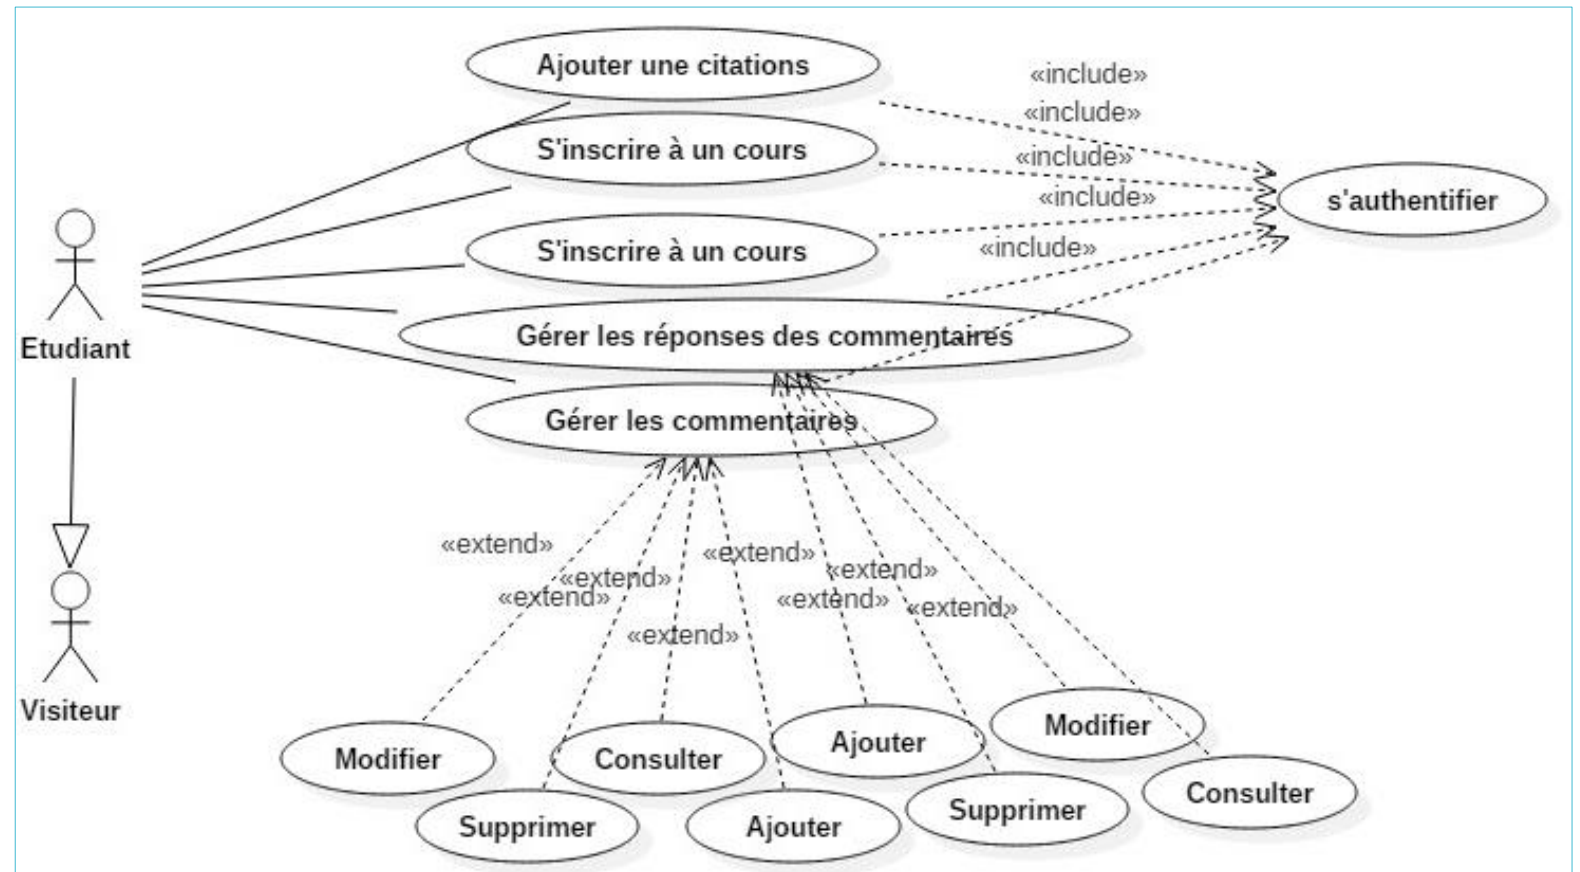 Ajouter une citations
«include»
«include»
S'inscrire à un cours
«include»
«include»
s'authentifier
S'inscrire à un cours
«include»
Gérer les réponses des commentaires
Etudiant
Gérer les commentaires
«extend»
«extend»
«extend»
«extend»
«extend»
«extend»
«extend»
«extend»
Visiteur
Modifier
Consulter
Ajouter
Modifier
Supprimer
Ajouter
Supprimer
Consulter